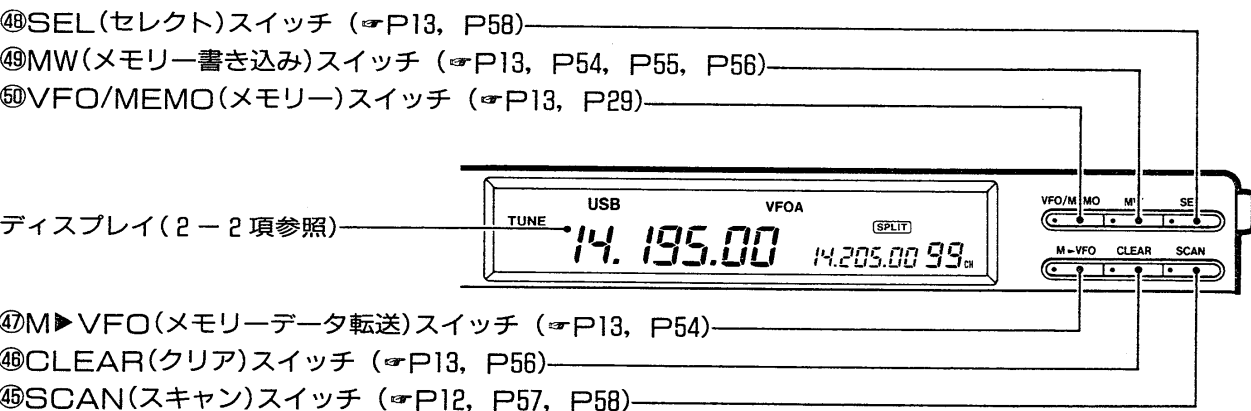 ㊽SEL(セレクト)スイッチ (☞P13, P58)
㊾MW(メモリー書き込み)スイッチ (☞P13, P54, P55, P56)
㊿VFO/MEMO(メモリー)スイッチ (☞P13, P29)
ディスプレイ(2－2項参照)
USB VFOA
TUNE SPLIT
14.195.00 14.205.00 99CH
VFO/MEMO MW SEL
M►VFO CLEAR SCAN
㊼M▶VFO(メモリーデータ転送)スイッチ (☞P13, P54)
㊻CLEAR(クリア)スイッチ (☞P13, P56)
㊺SCAN(スキャン)スイッチ (☞P12, P57, P58)